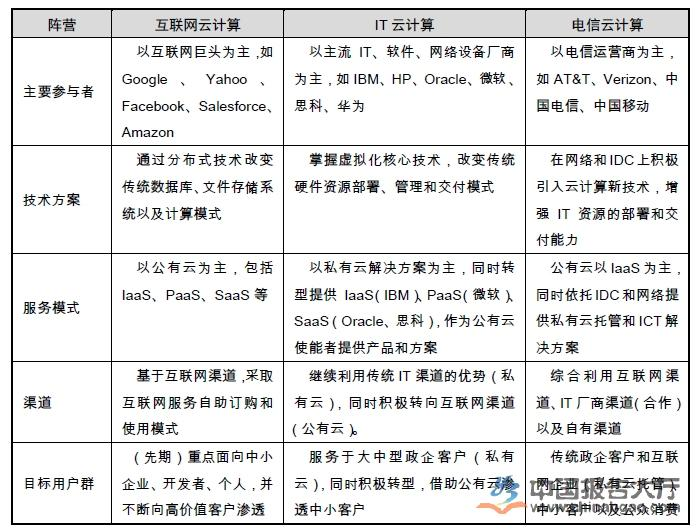 阵营
互联网云计算
IT 云计算
电信云计算
主要参与者
以互联网巨头为主,如
Google、Yahoo、
Facebook、Salesforce、
Amazon
以主流 IT、软件、网络设备厂商
为主,如 IBM、HP、Oracle、微软、
思科、华为
以电信运营商为主,
如 AT&T、Verizon、中
国电信、中国移动
技术方案
通过分布式技术改变
传统数据库、文件存储系
统以及计算模式
掌握虚拟化核心技术,改变传统
硬件资源部署、管理和交付模式
在网络和IDC上积极
引入云计算新技术,增
强 IT 资源的部署和交
付能力
服务模式
以公有云为主,包括
IaaS、PaaS、SaaS 等
以私有云解决方案为主,同时转
型提供 IaaS(IBM)、PaaS(微软)、
SaaS(Oracle、思科),作为公有云
使能者提供产品和方案
公有云以 IaaS 为主,
同时依托 IDC 和网络提
供私有云托管和 ICT 解
决方案
渠道
基于互联网渠道,采取
互联网服务自助订购和
使用模式
继续利用传统 IT 渠道的优势(私
有云),同时积极转向互联网渠道
(公有云)。
综合利用互联网渠
道、IT 厂商渠道(合作)
以及自有渠道
目标用户群
(先期)重点面向中小
企业、开发者、个人,并
不断向高价值客户渗透
服务于大中型政企客户(私有
云),同时积极转型,借助公有云渗
透中小客户
传统政企客户和互联
网企业(私有云托管)、
中小客户以及公众消费
中国报告大厅